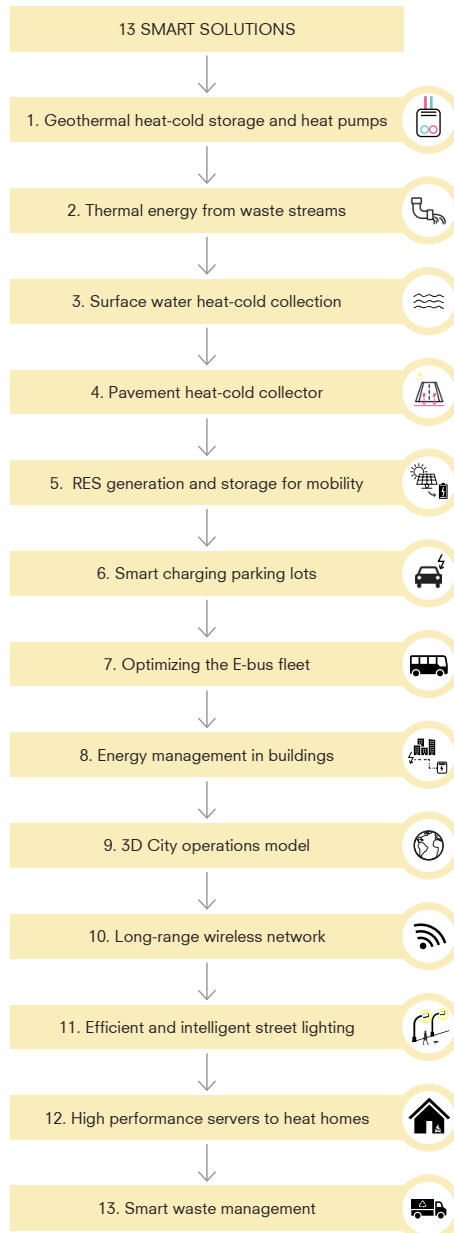 13 SMART SOLUTIONS
1. Geothermal heat-cold storage and heat pumps
2. Thermal energy from waste streams
3. Surface water heat-cold collection
4. Pavement heat-cold collector
5. RES generation and storage for mobility
6. Smart charging parking lots
7. Optimizing the E-bus fleet
8. Energy management in buildings
9. 3D City operations model
10. Long-range wireless network
11. Efficient and intelligent street lighting
12. High performance servers to heat homes
13. Smart waste management